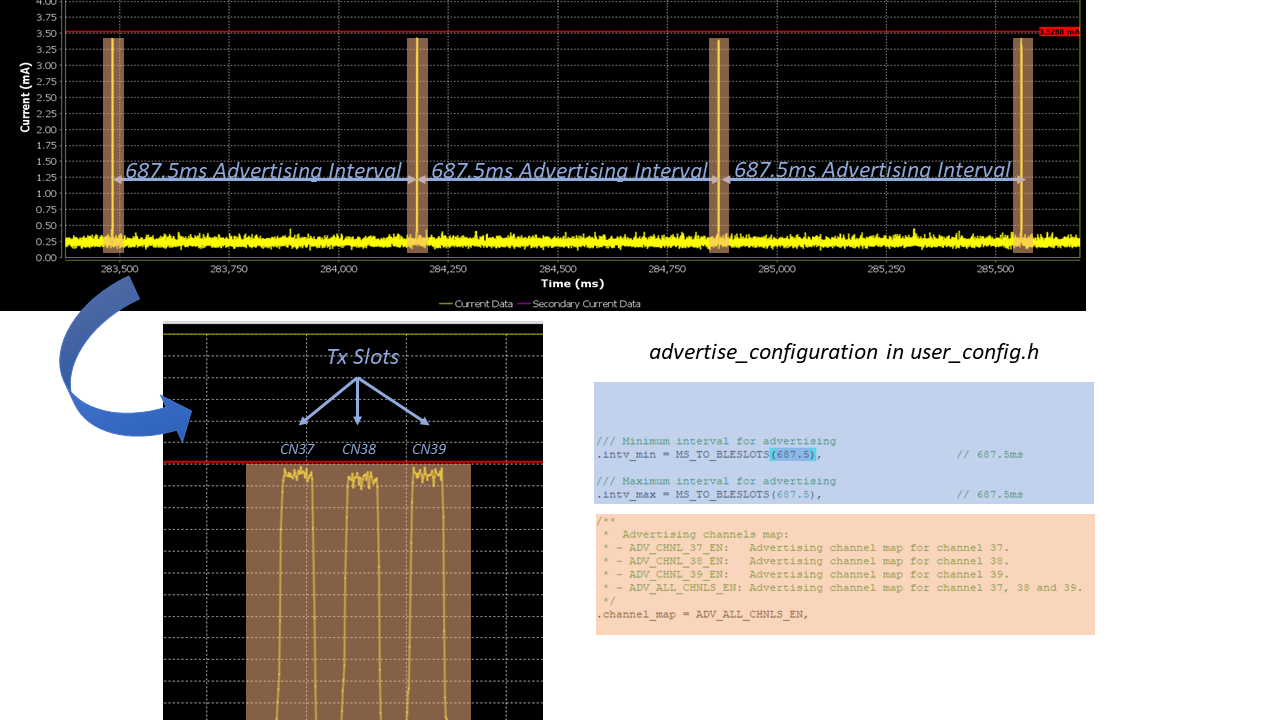 4.00
3.75
3.50
3.25
3.00
2.75
2.50
2.25
2.00
1.75
1.50
1.25
1.00
0.75
0.50
0.25
0.00
Current (mA)
3.5288 mA
687.5ms Advertising Interval
687.5ms Advertising Interval
687.5ms Advertising Interval
283,500 283,750 284,000 284,250 284,500 284,750 285,000 285,250 285,500
Time (ms)
Current Data Secondary Current Data
Tx Slots
CN37 CN38 CN39
advertise_configuration in user_config.h
/// Minimum interval for advertising
.intv_min = MS_TO_BLESLOTS(687.5), // 687.5ms
/// Maximum interval for advertising
.intv_max = MS_TO_BLESLOTS(687.5), // 687.5ms
/**
* Advertising channels map:
* - ADV_CHNL_37_EN: Advertising channel map for channel 37.
* - ADV_CHNL_38_EN: Advertising channel map for channel 38.
* - ADV_CHNL_39_EN: Advertising channel map for channel 39.
* - ADV_ALL_CHNLS_EN: Advertising channel map for channel 37, 38 and 39.
*/
.channel_map = ADV_ALL_CHNLS_EN,